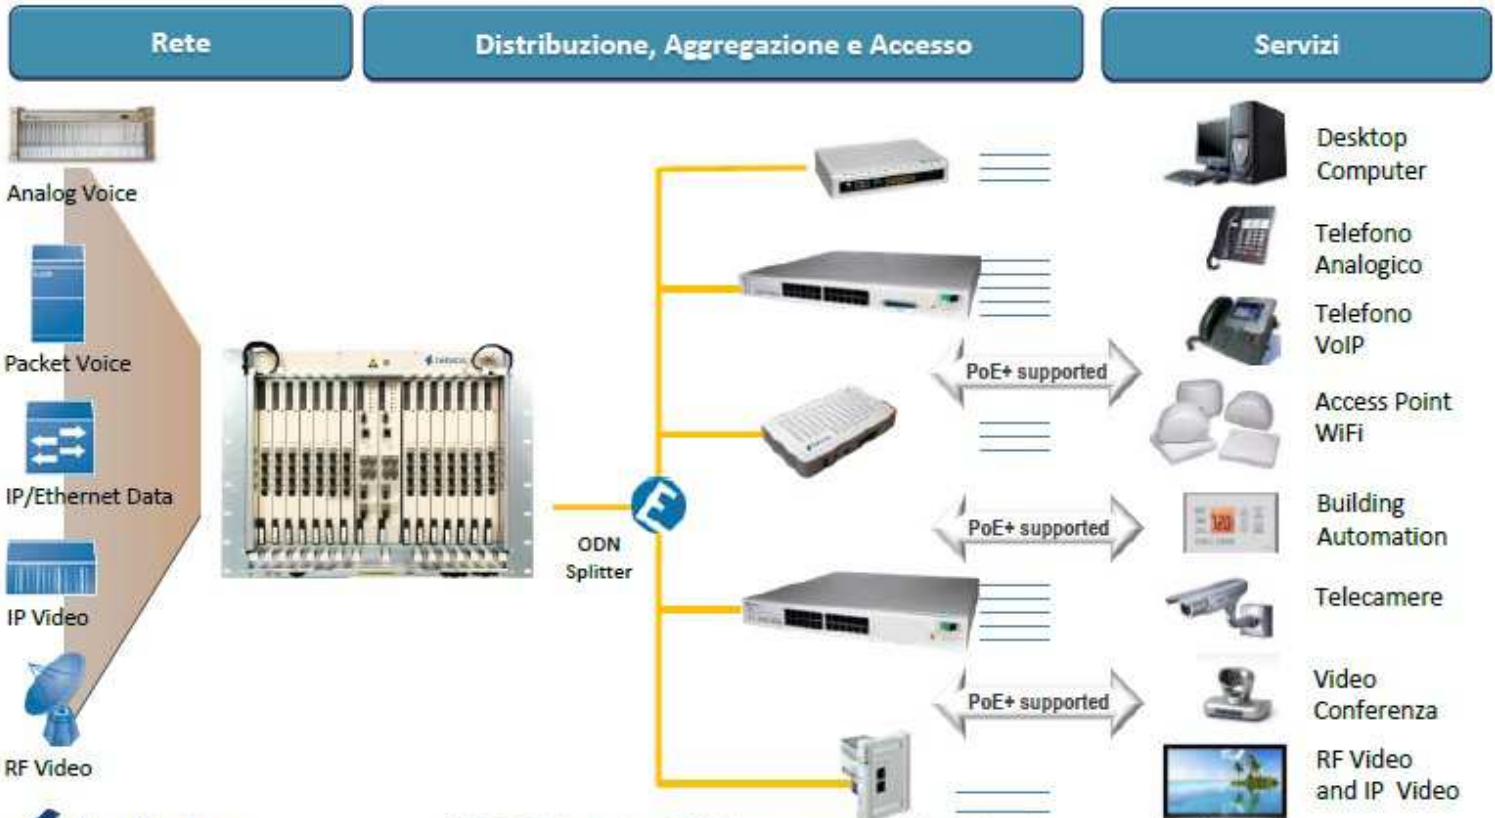 Rete
Distribuzione, Aggregazione e Accesso
Servizi
Analog Voice
Packet Voice
IP/Ethernet Data
IP Video
RF Video
ODN
Splitter
PoE+ supported
PoE+ supported
PoE+ supported
Desktop
Computer
Telefono
Analogico
Telefono
VoIP
Access Point
WiFi
Building
Automation
Telecamere
Video
Conferenza
RF Video
and IP Video